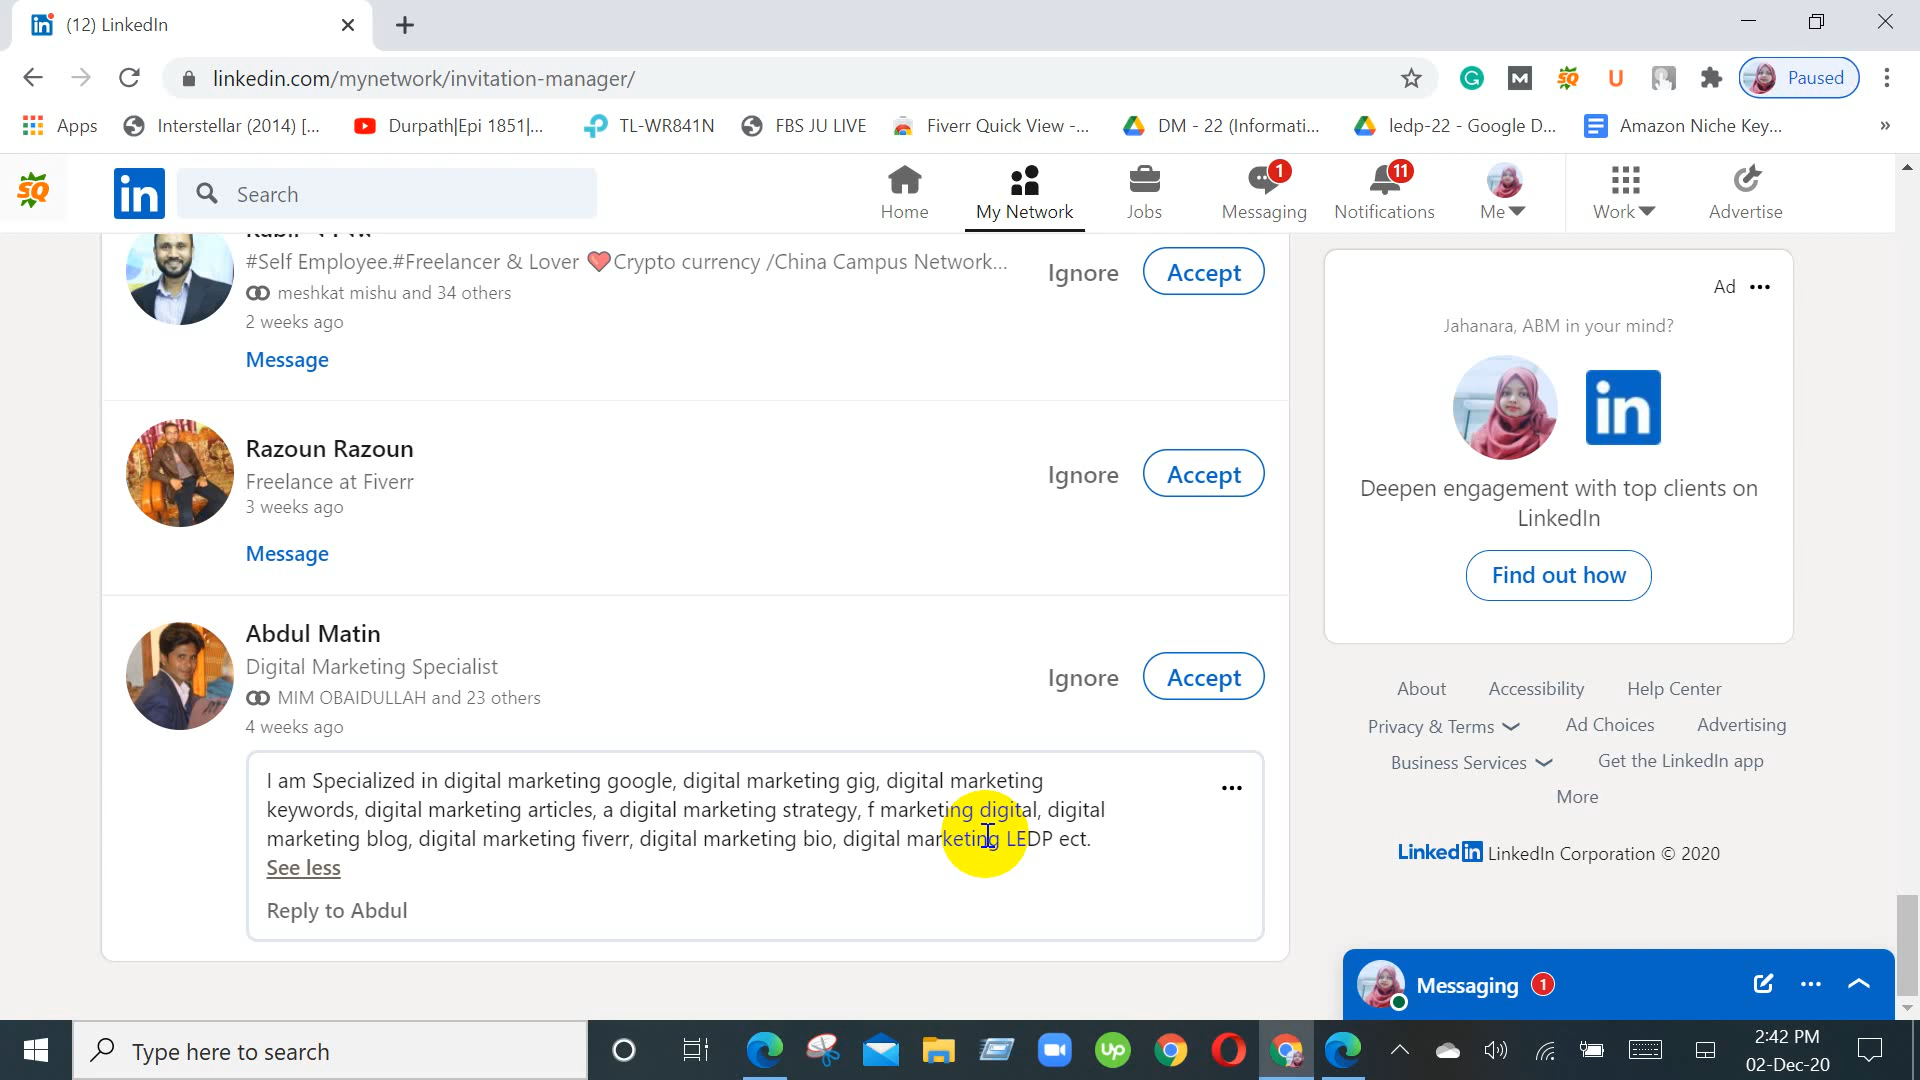 (12) LinkedIn
linkedin.com/mynetwork/invitation-manager/
Paused
Apps
Interstellar (2014) [...
Durpath|Epi 1851|...
TL-WR841N
FBS JU LIVE
Fiverr Quick View -...
DM - 22 (Informati...
ledp-22 - Google D...
Amazon Niche Key...
»
SQ
in
Search
Home
My Network
Jobs
1
Messaging
11
Notifications
Me
Work
Advertise
#Self Employee.#Freelancer & Lover ❤️Crypto currency /China Campus Network...
meshkat mishu and 34 others
2 weeks ago
Message
Ignore
Accept
Razoun Razoun
Freelance at Fiverr
3 weeks ago
Message
Ignore
Accept
Abdul Matin
Digital Marketing Specialist
MIM OBAIDULLAH and 23 others
4 weeks ago
Ignore
Accept
I am Specialized in digital marketing google, digital marketing gig, digital marketing
keywords, digital marketing articles, a digital marketing strategy, f marketing digital, digital
marketing blog, digital marketing fiverr, digital marketing bio, digital marketing LEDP ect.
See less
Reply to Abdul
Ad
Jahanara, ABM in your mind?
in
Deepen engagement with top clients on
LinkedIn
Find out how
About Accessibility Help Center
Privacy & Terms Ad Choices Advertising
Business Services Get the LinkedIn app
More
LinkedIn LinkedIn Corporation © 2020
Messaging 1
Type here to search
up
2:42 PM
02-Dec-20